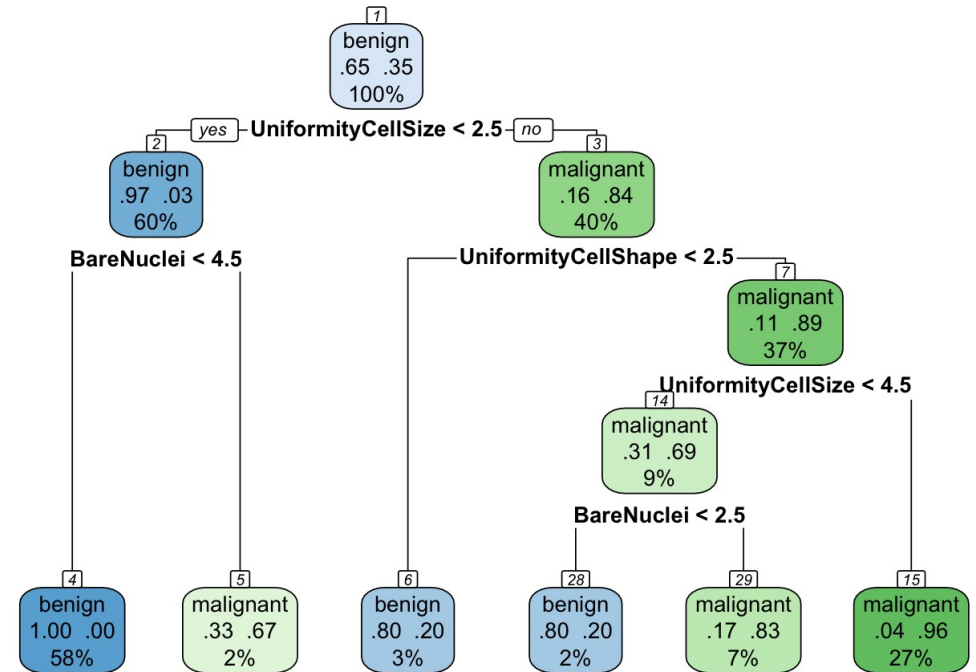 1
benign
.65 .35
100%
yes UniformityCellSize < 2.5 no
2
benign
.97 .03
60%
3
malignant
.16 .84
40%
BareNuclei < 4.5
UniformityCellShape < 2.5
7
malignant
.11 .89
37%
UniformityCellSize < 4.5
14
malignant
.31 .69
9%
BareNuclei < 2.5
4
benign
1.00 .00
58%
5
malignant
.33 .67
2%
6
benign
.80 .20
3%
28
benign
.80 .20
2%
29
malignant
.17 .83
7%
15
malignant
.04 .96
27%